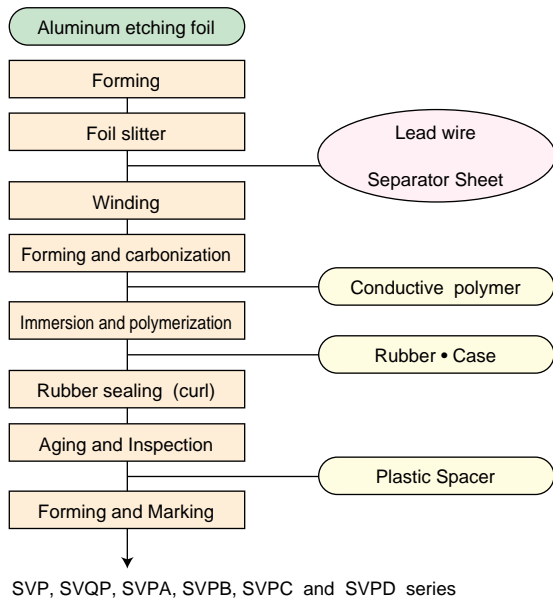 Aluminum etching foil
Forming
Foil slitter
Lead wire
Separator Sheet
Winding
Forming and carbonization
Conductive polymer
Immersion and polymerization
Rubber • Case
Rubber sealing (curl)
Aging and Inspection
Plastic Spacer
Forming and Marking
SVP, SVQP, SVPA, SVPB, SVPC and SVPD series